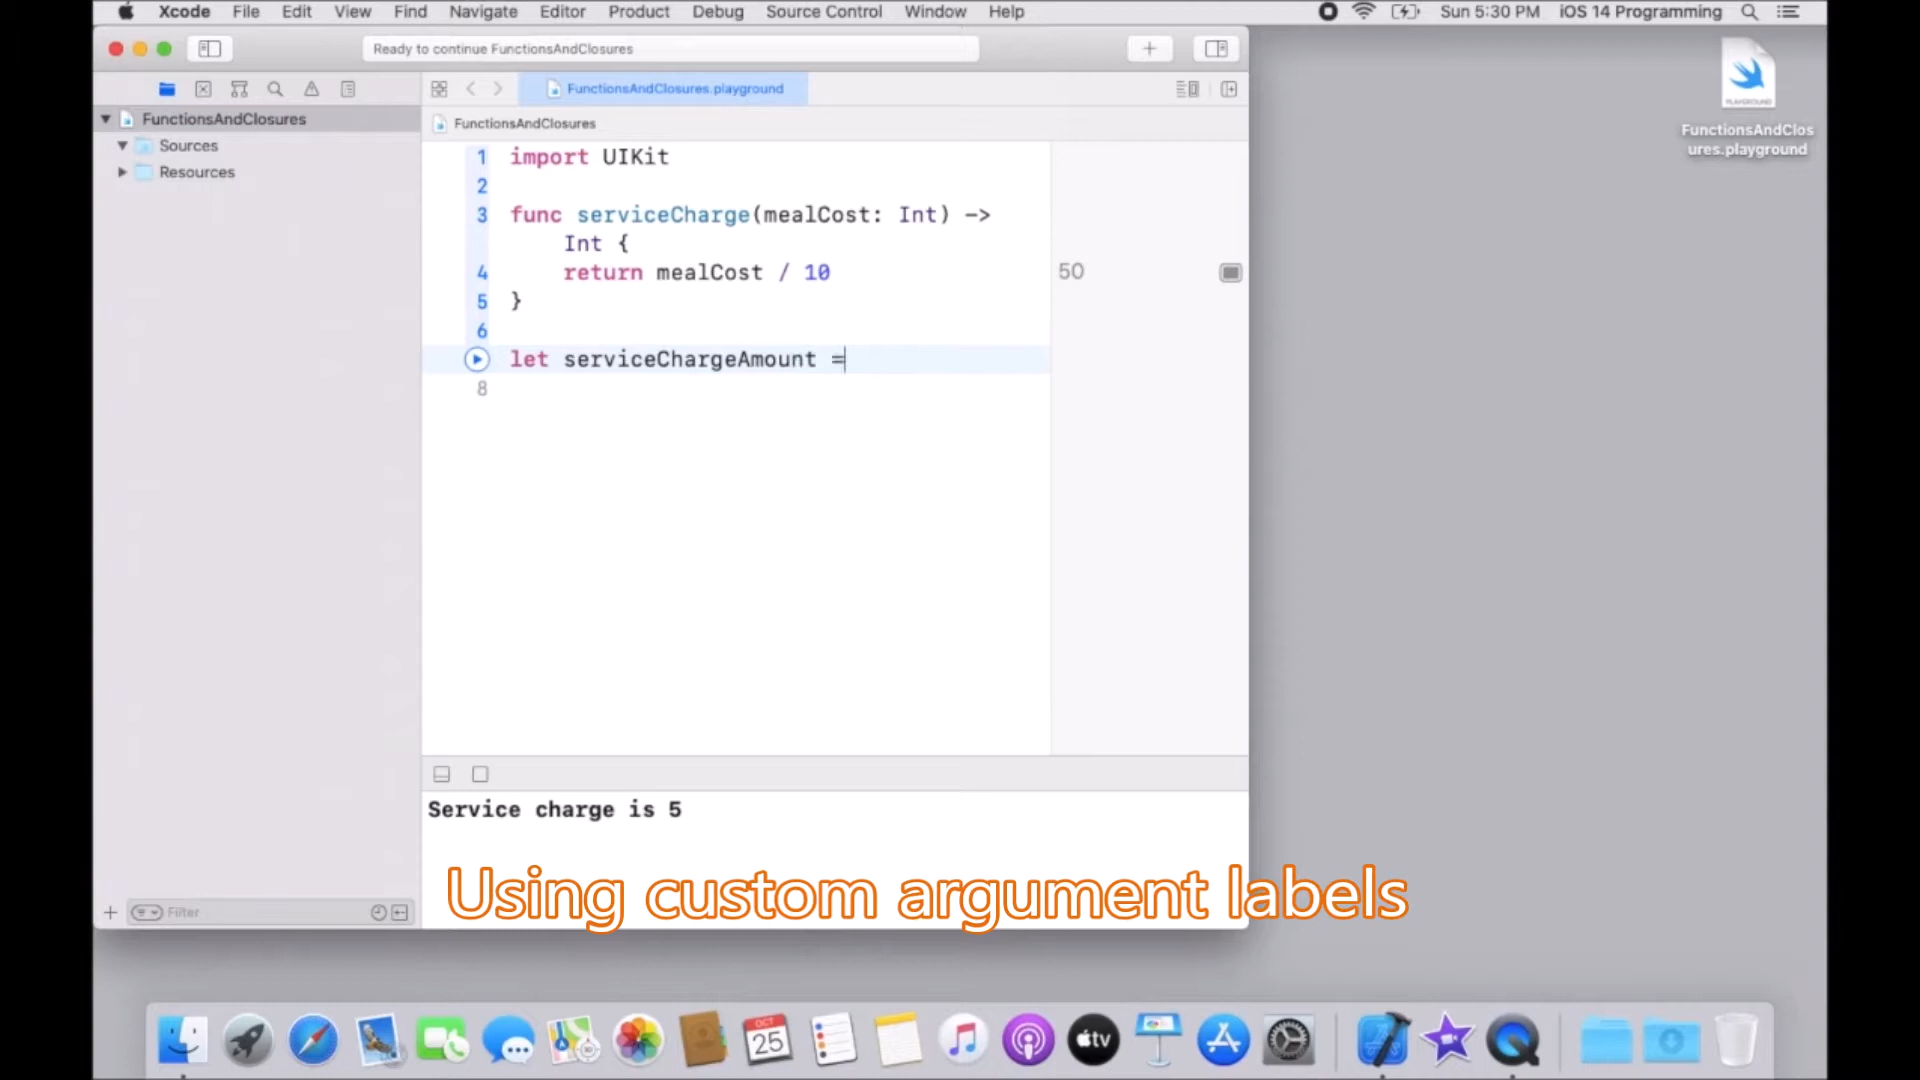 Xcode File Edit View Find Navigate Editor Product Debug Source Control Window Help Sun 5:30 PM iOS 14 Programming
Ready to continue FunctionsAndClosures
FunctionsAndClosures.playground
FunctionsAndClosures
Sources
Resources
FunctionsAndClosures
1 import UIKit
2
3 func serviceCharge(mealCost: Int) ->
Int {
4 return mealCost / 10 50
5 }
6
let serviceChargeAmount =
8
Service charge is 5
Filter
Using custom argument labels
PLAYGROUND
FunctionsAndClos
ures.playground
OCT
25
tv